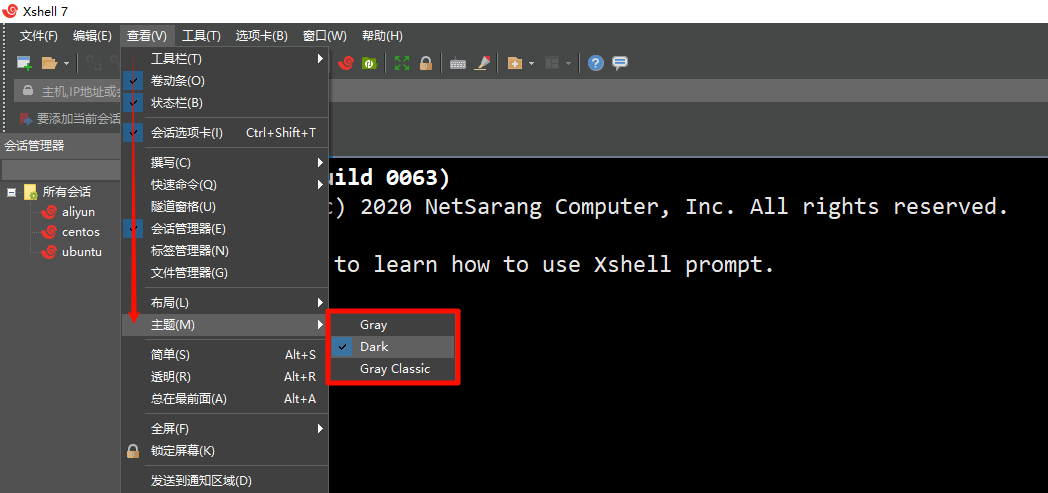 Xshell 7
文件(F) 编辑(E) 查看(V) 工具(T) 选项卡(B) 窗口(W) 帮助(H)
主机,IP地址或会
要添加当前会话
会话管理器
所有会话
aliyun
centos
ubuntu
工具栏(T)
卷动条(O)
状态栏(B)
会话选项卡(I) Ctrl+Shift+T
撰写(C)
快速命令(Q)
隧道窗格(U)
会话管理器(E)
标签管理器(N)
文件管理器(G)
布局(L)
主题(M)
简单(S) Alt+S
透明(R) Alt+R
总在最前面(A) Alt+A
全屏(F)
锁定屏幕(K)
发送到通知区域(D)
Gray
Dark
Gray Classic
uild 0063)
c) 2020 NetSarang Computer, Inc. All rights reserved.
to learn how to use Xshell prompt.